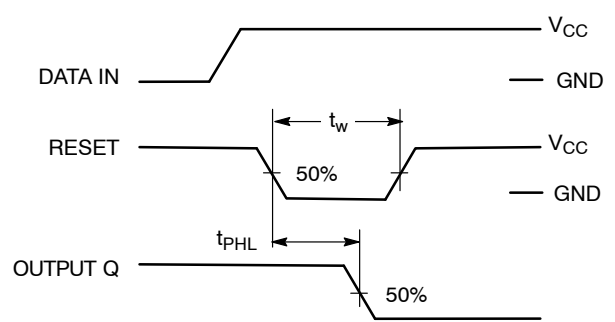 V_CC
DATA IN
GND
t_w
RESET
V_CC
50%
GND
t_PHL
OUTPUT Q
50%